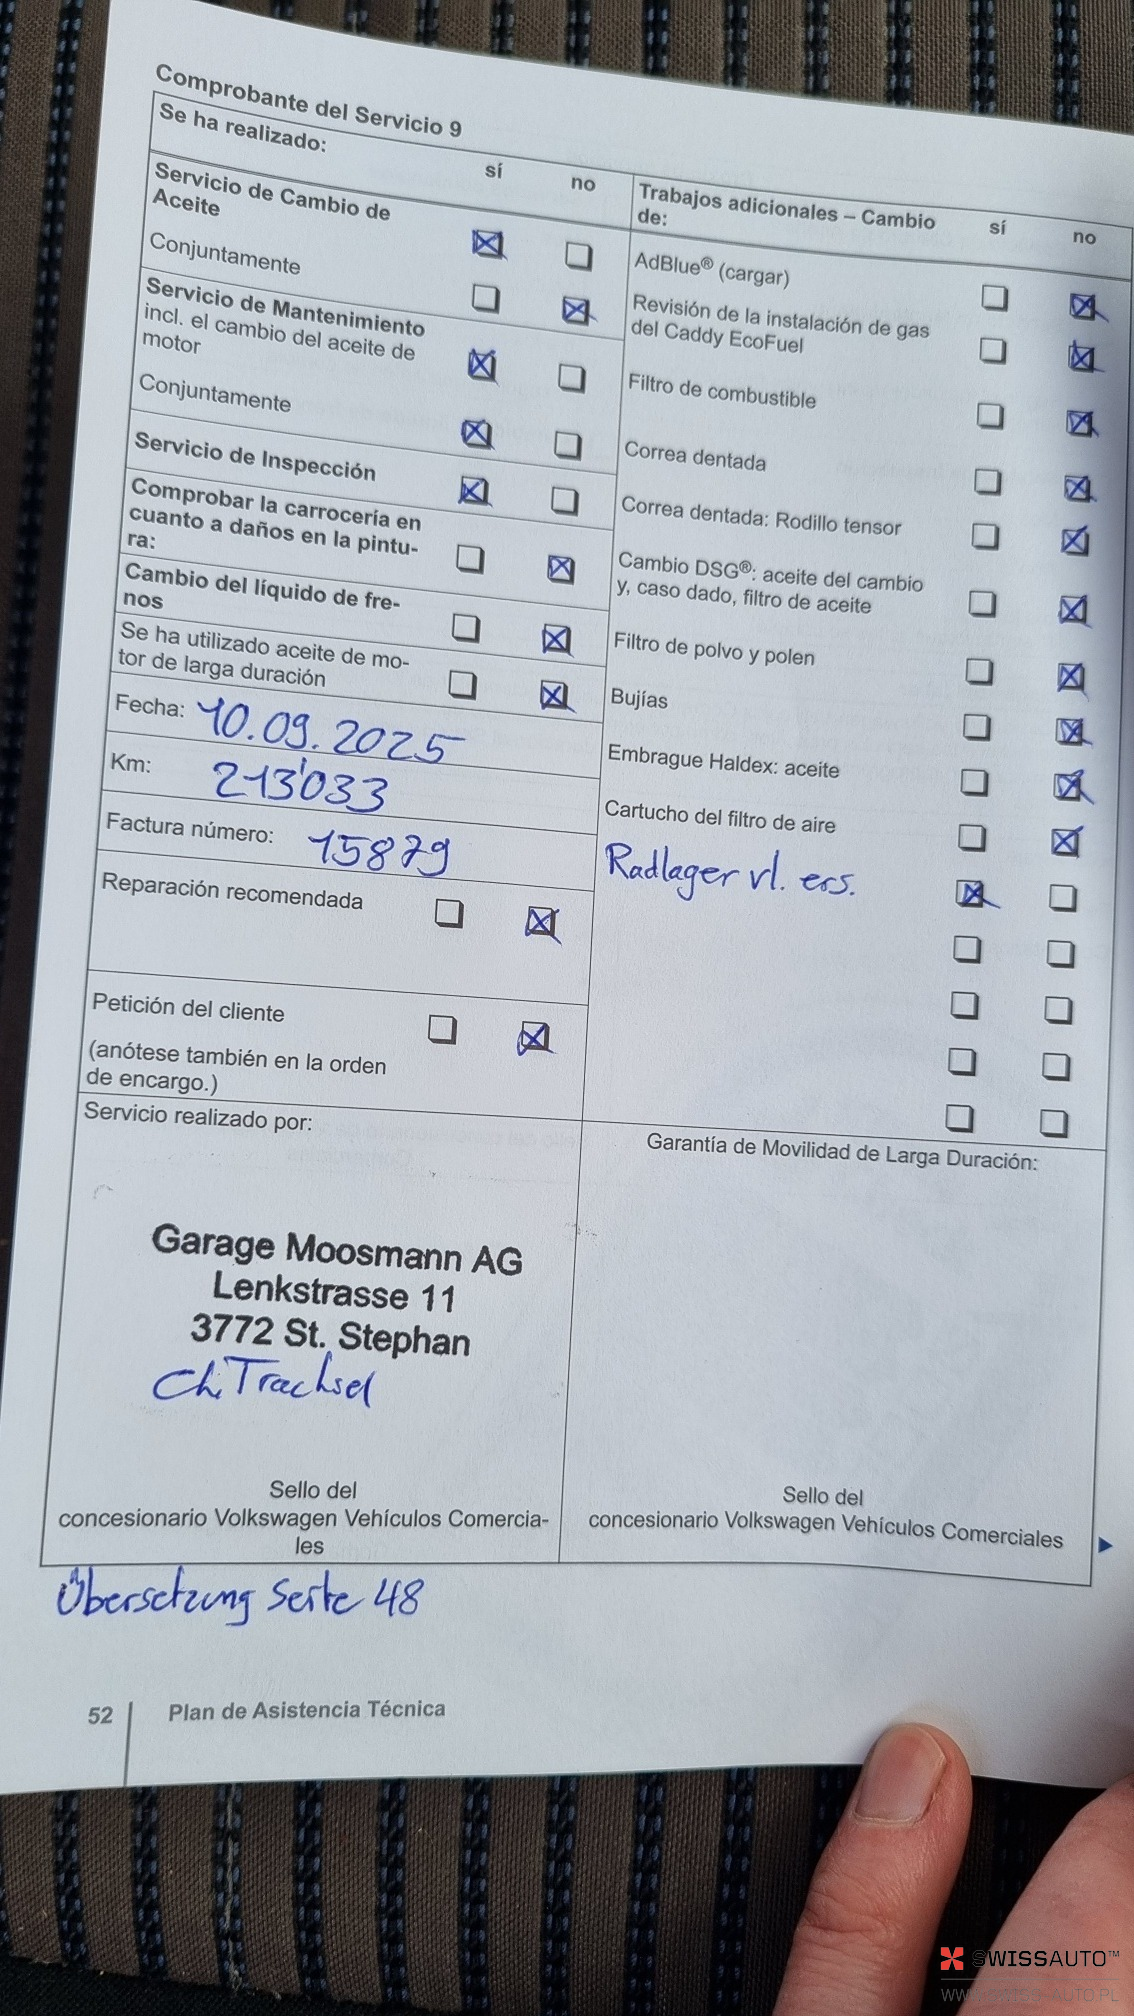 Comprobante del Servicio 9
Se ha realizado:
sí
no
Servicio de Cambio de
Aceite
Conjuntamente
Servicio de Mantenimiento
incl. el cambio del aceite de
motor
Conjuntamente
Servicio de Inspección
Comprobar la carrocería en
cuanto a daños en la pintu-
ra:
Cambio del líquido de fre-
nos
Se ha utilizado aceite de mo-
tor de larga duración
Fecha: 10.09.2025
Km: 213'033
Factura número: 15879
Reparación recomendada
Petición del cliente
(anótese también en la orden
de encargo.)
Trabajos adicionales – Cambio
de:
sí
no
AdBlue® (cargar)
Revisión de la instalación de gas
del Caddy EcoFuel
Filtro de combustible
Correa dentada
Correa dentada: Rodillo tensor
Cambio DSG®: aceite del cambio
y, caso dado, filtro de aceite
Filtro de polvo y polen
Bujías
Embrague Haldex: aceite
Cartucho del filtro de aire
Radlager vl. ers.
Servicio realizado por:
Garage Moosmann AG
Lenkstrasse 11
3772 St. Stephan
Ch. Trachsel
Sello del
concesionario Volkswagen Vehículos Comercia-
les
Garantía de Movilidad de Larga Duración:
Sello del
concesionario Volkswagen Vehículos Comerciales
Übersetzung Seite 48
52
Plan de Asistencia Técnica
SWISSAUTO™
WWW.SWISS-AUTO.PL